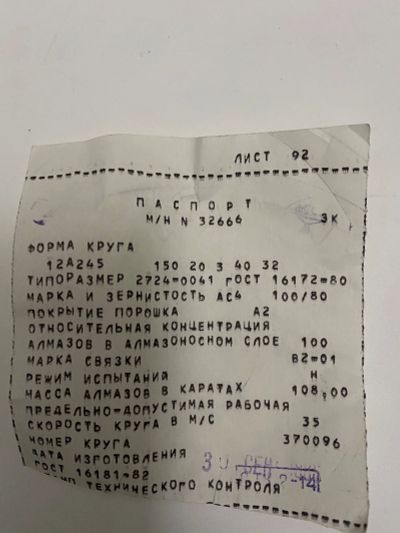 ЛИСТ 92
ПАСПОРТ
М/Н N 32666 ЭК
ФОРМА КРУГА
12А245 150 20 3 40 32
ТИПОРАЗМЕР 2724-0041 ГОСТ 16172-80
МАРКА И ЗЕРНИСТОСТЬ АС4 100/80
ПОКРЫТИЕ ПОРОШКА А2
ОТНОСИТЕЛЬНАЯ КОНЦЕНТРАЦИЯ
АЛМАЗОВ В АЛМАЗОНОСНОМ СЛОЕ 100
МАРКА СВЯЗКИ В2-01
РЕЖИМ ИСПЫТАНИЯ Н
МАССА АЛМАЗОВ В КАРАТАХ 108,00
ПРЕДЕЛЬНО-ДОПУСТИМАЯ РАБОЧАЯ
СКОРОСТЬ КРУГА В М/С 35
НОМЕР КРУГА 370096
ДАТА ИЗГОТОВЛЕНИЯ
ГОСТ 16181-82
ТЕХНИЧЕСКОГО КОНТРОЛЯ